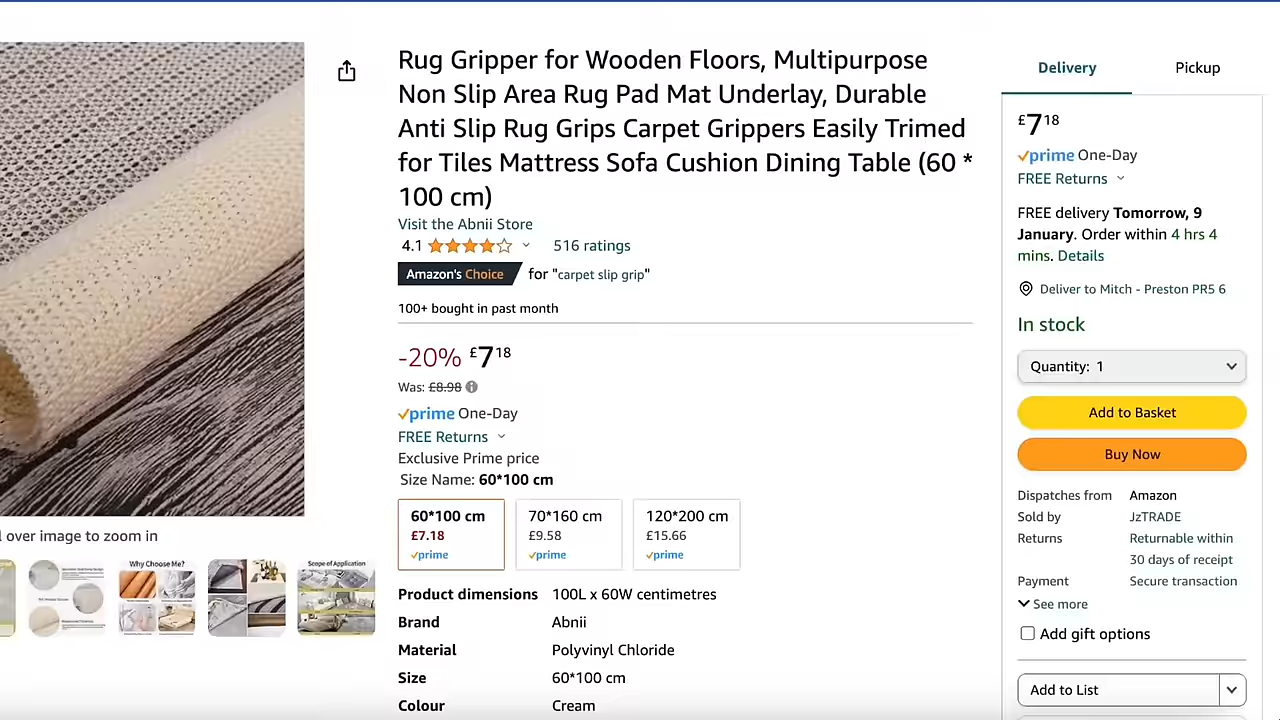 Rug Gripper for Wooden Floors, Multipurpose
Non Slip Area Rug Pad Mat Underlay, Durable
Anti Slip Rug Grips Carpet Grippers Easily Trimed
for Tiles Mattress Sofa Cushion Dining Table (60 *
100 cm)
Visit the Abnii Store
4.1
516 ratings
Amazon's Choice for "carpet slip grip"
100+ bought in past month
-20% £7 18
Was: £8.98
prime One-Day
FREE Returns
Exclusive Prime price
Size Name: 60*100 cm
60*100 cm
£7.18
prime
70*160 cm
£9.58
prime
120*200 cm
£15.66
prime
Product dimensions 100L x 60W centimetres
Brand Abnii
Material Polyvinyl Chloride
Size 60*100 cm
Colour Cream
over image to zoom in
Why Choose Me?
Scope of Application
Delivery
Pickup
£7 18
prime One-Day
FREE Returns
FREE delivery Tomorrow, 9
January. Order within 4 hrs 4
mins. Details
Deliver to Mitch - Preston PR5 6
In stock
Quantity: 1
Add to Basket
Buy Now
Dispatches from Amazon
Sold by JzTRADE
Returns Returnable within
30 days of receipt
Payment Secure transaction
See more
Add gift options
Add to List